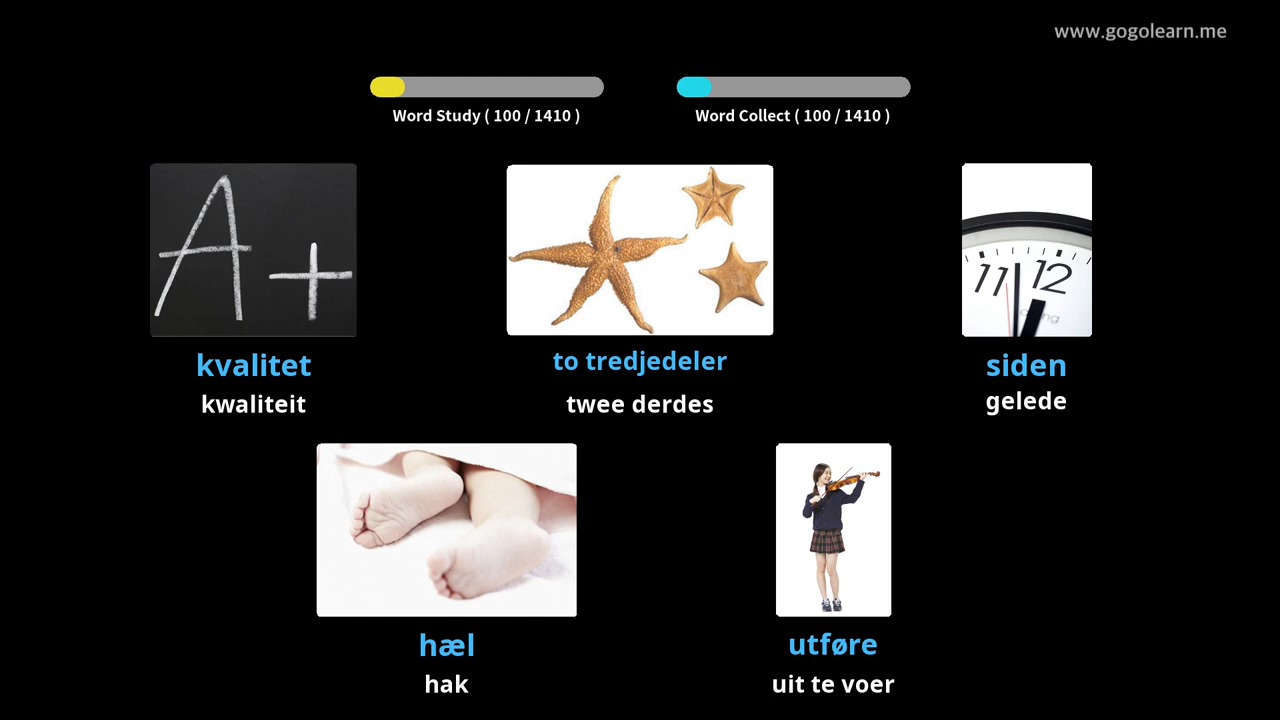 www.gogolearn.me
Word Study ( 100 / 1410 )
Word Collect ( 100 / 1410 )
A+
11 12
kvalitet
kwaliteit
to tredjedeler
twee derdes
siden
gelede
hæl
hak
utføre
uit te voer